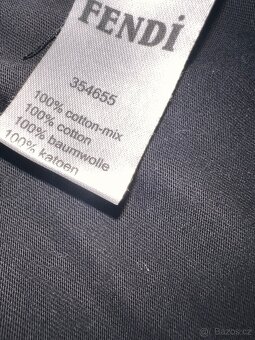 FENDİ
354655
100% cotton-mix
100% cotton
100% baumwolle
100% katoen
Bazos.cz